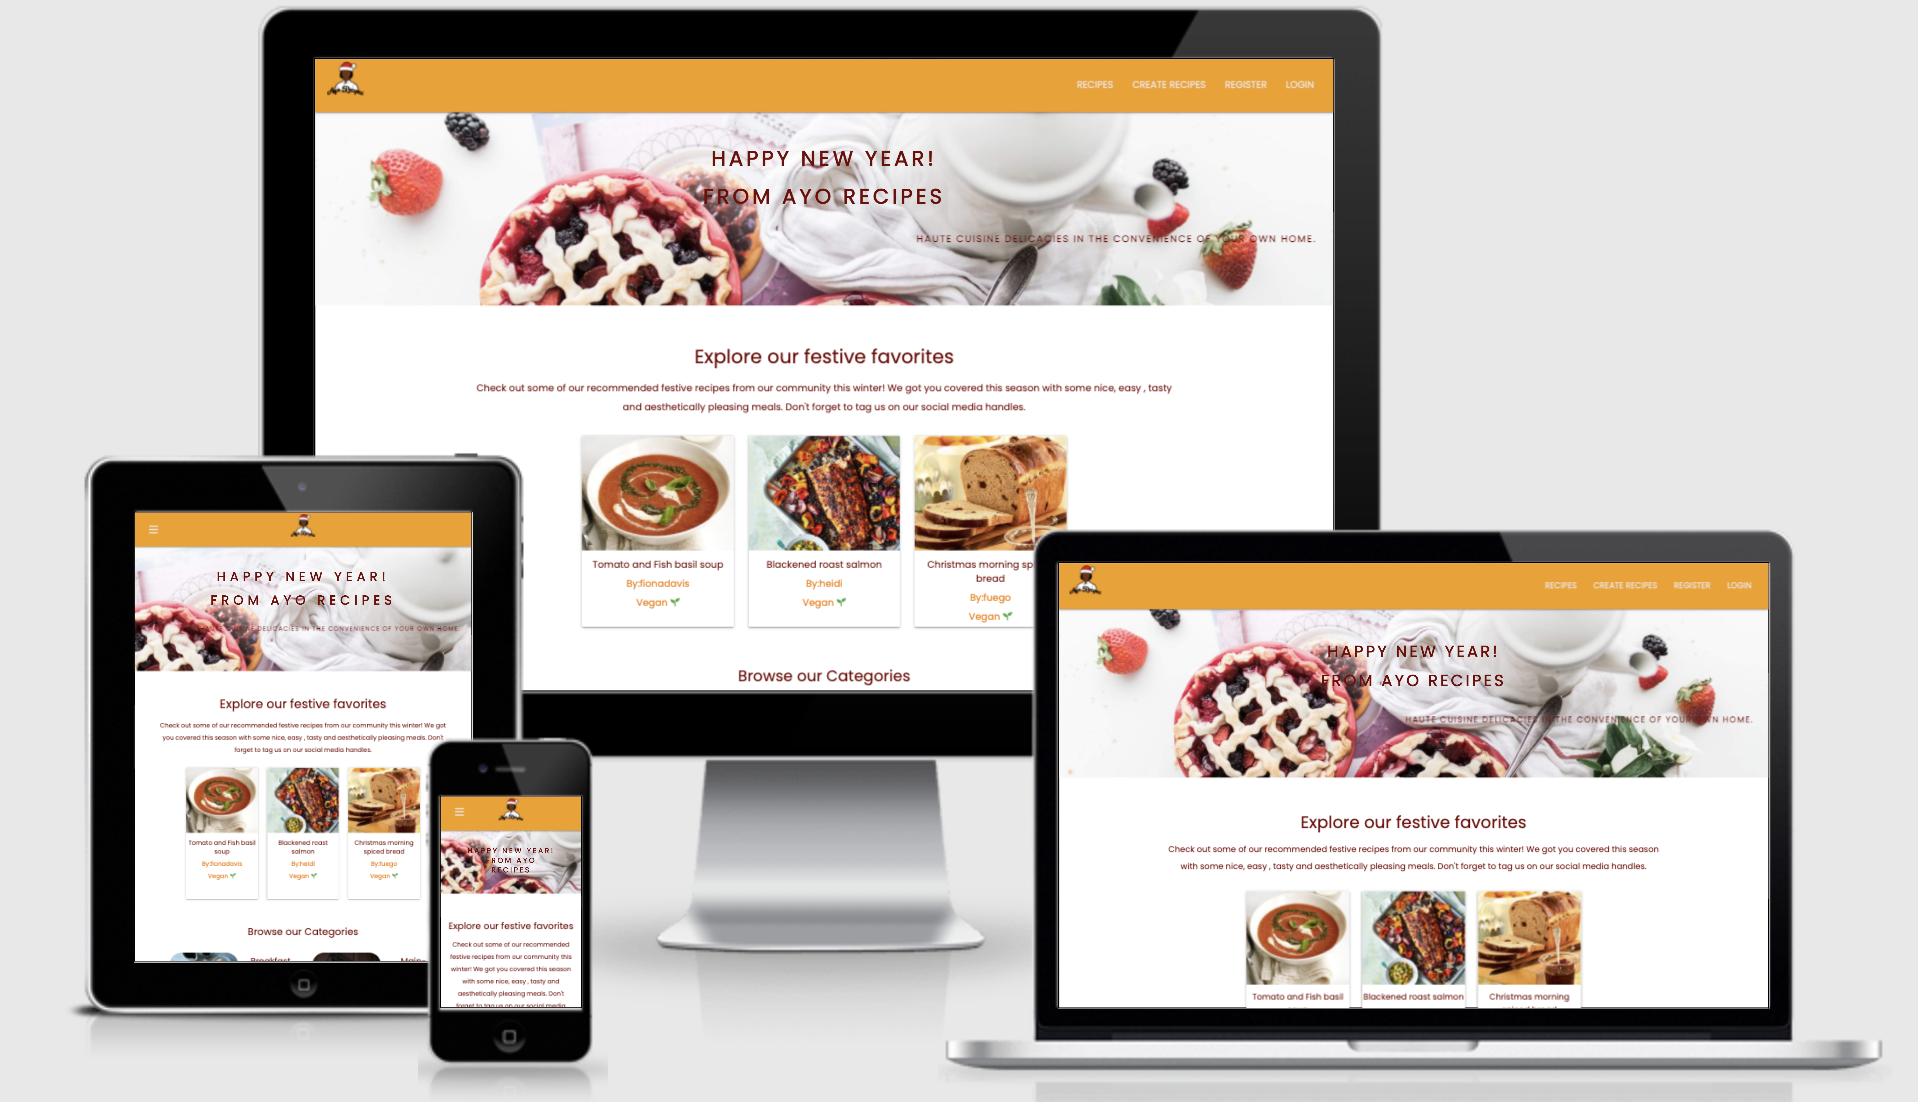 RECIPES CREATE RECIPES REGISTER LOGIN
HAPPY NEW YEAR!
FROM AYO RECIPES
HAUTE CUISINE DELICACIES IN THE CONVENIENCE OF YOUR OWN HOME.
Explore our festive favorites
Check out some of our recommended festive recipes from our community this winter! We got you covered this season with some nice, easy , tasty
and aesthetically pleasing meals. Don't forget to tag us on our social media handles.
Tomato and Fish basil soup
By:fionadavis
Vegan
Blackened roast salmon
By:heidi
Vegan
Christmas morning sp
bread
By:fuego
Vegan
Browse our Categories
HAPPY NEW YEAR!
FROM AYO RECIPES
CUISINE DELICACIES IN THE CONVENIENCE OF YOUR OWN HOME.
Explore our festive favorites
Check out some of our recommended festive recipes from our community this winter! We got
you covered this season with some nice, easy , tasty and aesthetically pleasing meals. Don't
forget to tag us on our social media handles.
Tomato and Fish basil
soup
By:fionadavis
Vegan
Blackened roast
salmon
By:heidi
Vegan
Christmas morning
spiced bread
By:fuego
Vegan
Browse our Categories
Breakfast
Main
HAPPY NEW YEAR!
FROM AYO
RECIPES
Explore our festive favorites
Check out some of our recommended
festive recipes from our community this
winter! We got you covered this season
with some nice, easy , tasty and
aesthetically pleasing meals. Don't
forget to tag us on our social media
RECIPES CREATE RECIPES REGISTER LOGIN
HAPPY NEW YEAR!
FROM AYO RECIPES
HAUTE CUISINE DELICACIES IN THE CONVENIENCE OF YOUR OWN HOME.
Explore our festive favorites
Check out some of our recommended festive recipes from our community this winter! We got you covered this season
with some nice, easy , tasty and aesthetically pleasing meals. Don't forget to tag us on our social media handles.
Tomato and Fish basil
Blackened roast salmon
Christmas morning